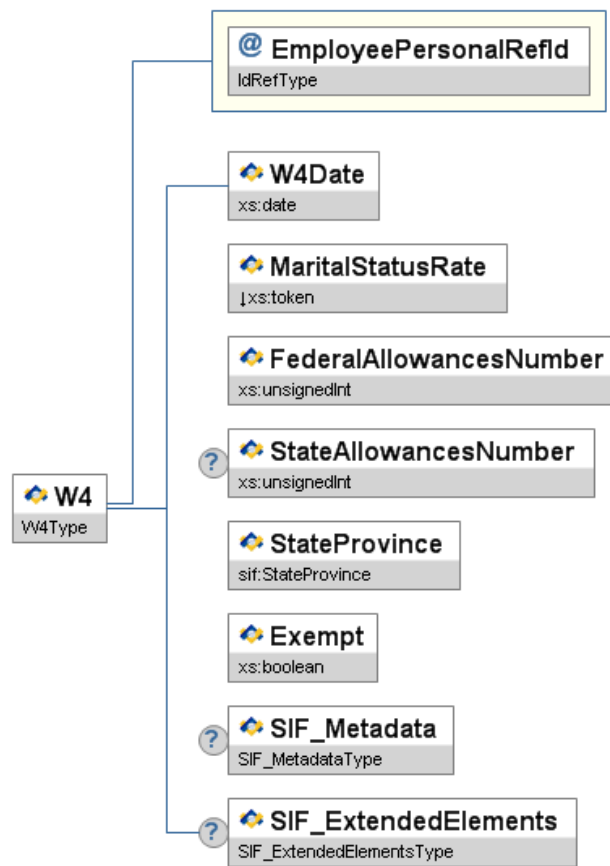 @ EmployeePersonalRefId
IdRefType
W4Date
xs:date
MaritalStatusRate
↓xs:token
FederalAllowancesNumber
xs:unsignedInt
? StateAllowancesNumber
xs:unsignedInt
W4
W4Type
StateProvince
sif:StateProvince
Exempt
xs:boolean
? SIF_Metadata
SIF_MetadataType
? SIF_ExtendedElements
SIF_ExtendedElementsType